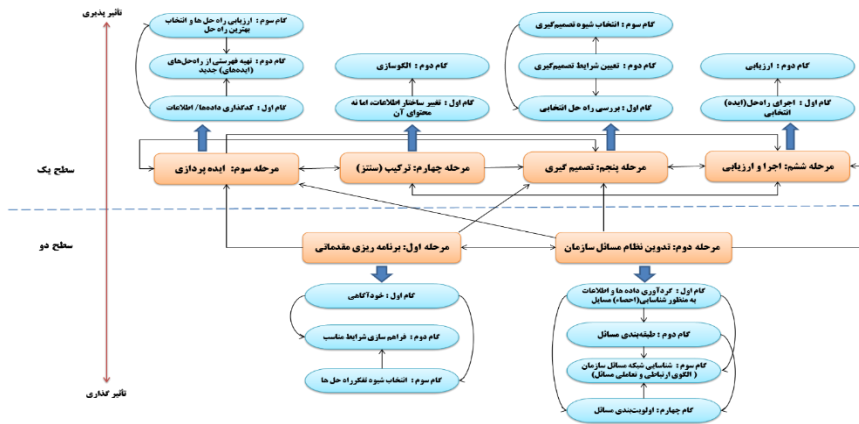 تأثیر پذیری
گام سوم : ارزیابی راه حل ها و انتخاب
بهترین راه حل
گام دوم: تهیه فهرستی از راه‌حل‌های
(ایده‌های) جدید
گام اول: کدگذاری داده‌ها/ اطلاعات
گام دوم: الگوسازی
گام اول : تغییر ساختار اطلاعات، اما نه
محتوای آن
گام سوم : انتخاب شیوه تصمیم‌گیری
گام دوم : تعیین شرایط تصمیم‌گیری
گام اول: بررسی راه حل انتخابی
گام دوم : ارزیابی
گام اول : اجرای راه‌حل(ایده)
انتخابی
سطح یک
مرحله سوم: ایده پردازی
مرحله چهارم: ترکیب (سنتز)
مرحله پنجم: تصمیم گیری
مرحله ششم: اجرا و ارزیابی
سطح دو
مرحله اول: برنامه ریزی مقدماتی
مرحله دوم: تدوین نظام مسائل سازمان
گام اول : خودآگاهی
گام دوم : فراهم سازی شرایط مناسب
گام سوم : انتخاب شیوه تفکرراه حل ها
گام اول : گردآوری داده ها و اطلاعات
به منظور شناسایی(احصاء) مسایل
گام دوم : طبقه‌بندی مسائل
گام سوم : شناسایی شبکه مسائل سازمان
( الگوی ارتباطی و تعاملی مسائل)
گام چهارم: اولویت‌بندی مسائل
تأثیر گذاری